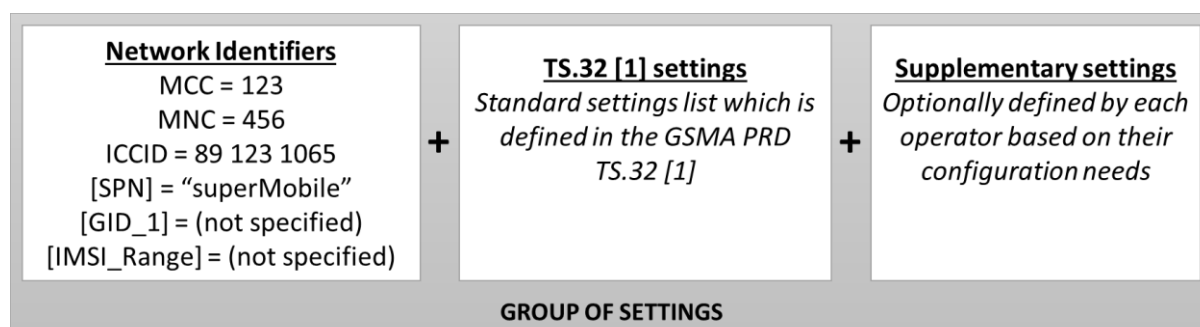 Network Identifiers
MCC = 123
MNC = 456
ICCID = 89 123 1065
[SPN] = “superMobile”
[GID_1] = (not specified)
[IMSI_Range] = (not specified)
+
TS.32 [1] settings
Standard settings list which is
defined in the GSMA PRD
TS.32 [1]
+
Supplementary settings
Optionally defined by each
operator based on their
configuration needs
GROUP OF SETTINGS